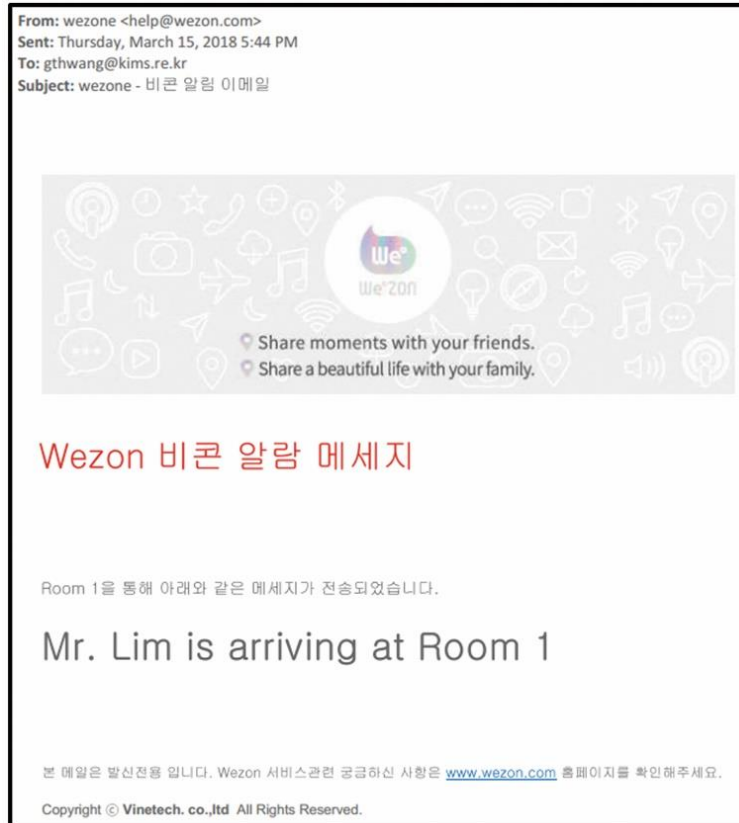 From: wezone <help@wezon.com>
Sent: Thursday, March 15, 2018 5:44 PM
To: gthwang@kims.re.kr
Subject: wezone - 비콘 알림 이메일
We
We zon
Share moments with your friends.
Share a beautiful life with your family.
Wezon 비콘 알람 메세지
Room 1을 통해 아래와 같은 메세지가 전송되었습니다.
Mr. Lim is arriving at Room 1
본 메일은 발신전용 입니다. Wezon 서비스관련 궁금하신 사항은 www.wezon.com 홈페이지를 확인해주세요.
Copyright ⓒ Vinetech. co.,ltd All Rights Reserved.